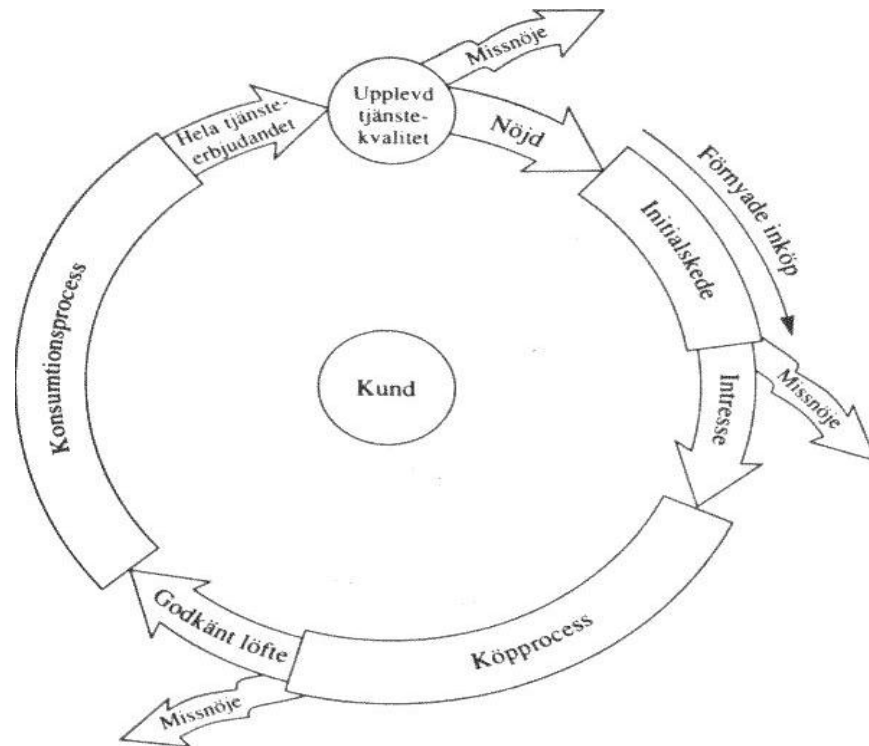 Missnöje
Upplevd
tjänste-
kvalitet
Hela tjänste-
erbjudandet
Nöjd
Förnyade inköp
Initialskede
Konsumtionsprocess
Kund
Intresse
Missnöje
Godkänt löfte
Köpprocess
Missnöje